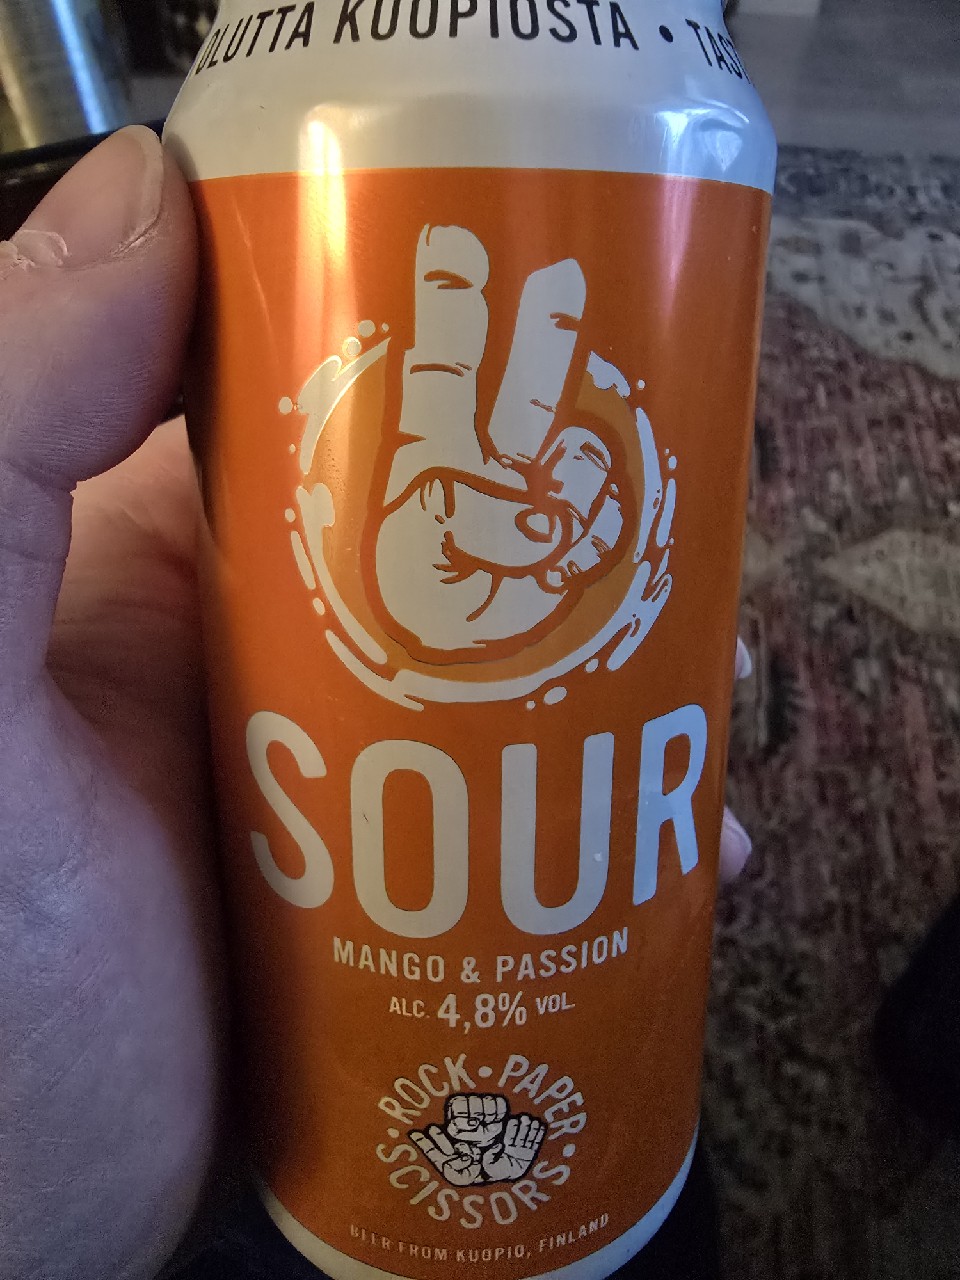 OLUTTA KUOPIOSTA •
SOUR
MANGO & PASSION
ALC. 4,8% VOL.
ROCK • PAPER • SCISSORS •
BEER FROM KUOPIO, FINLAND